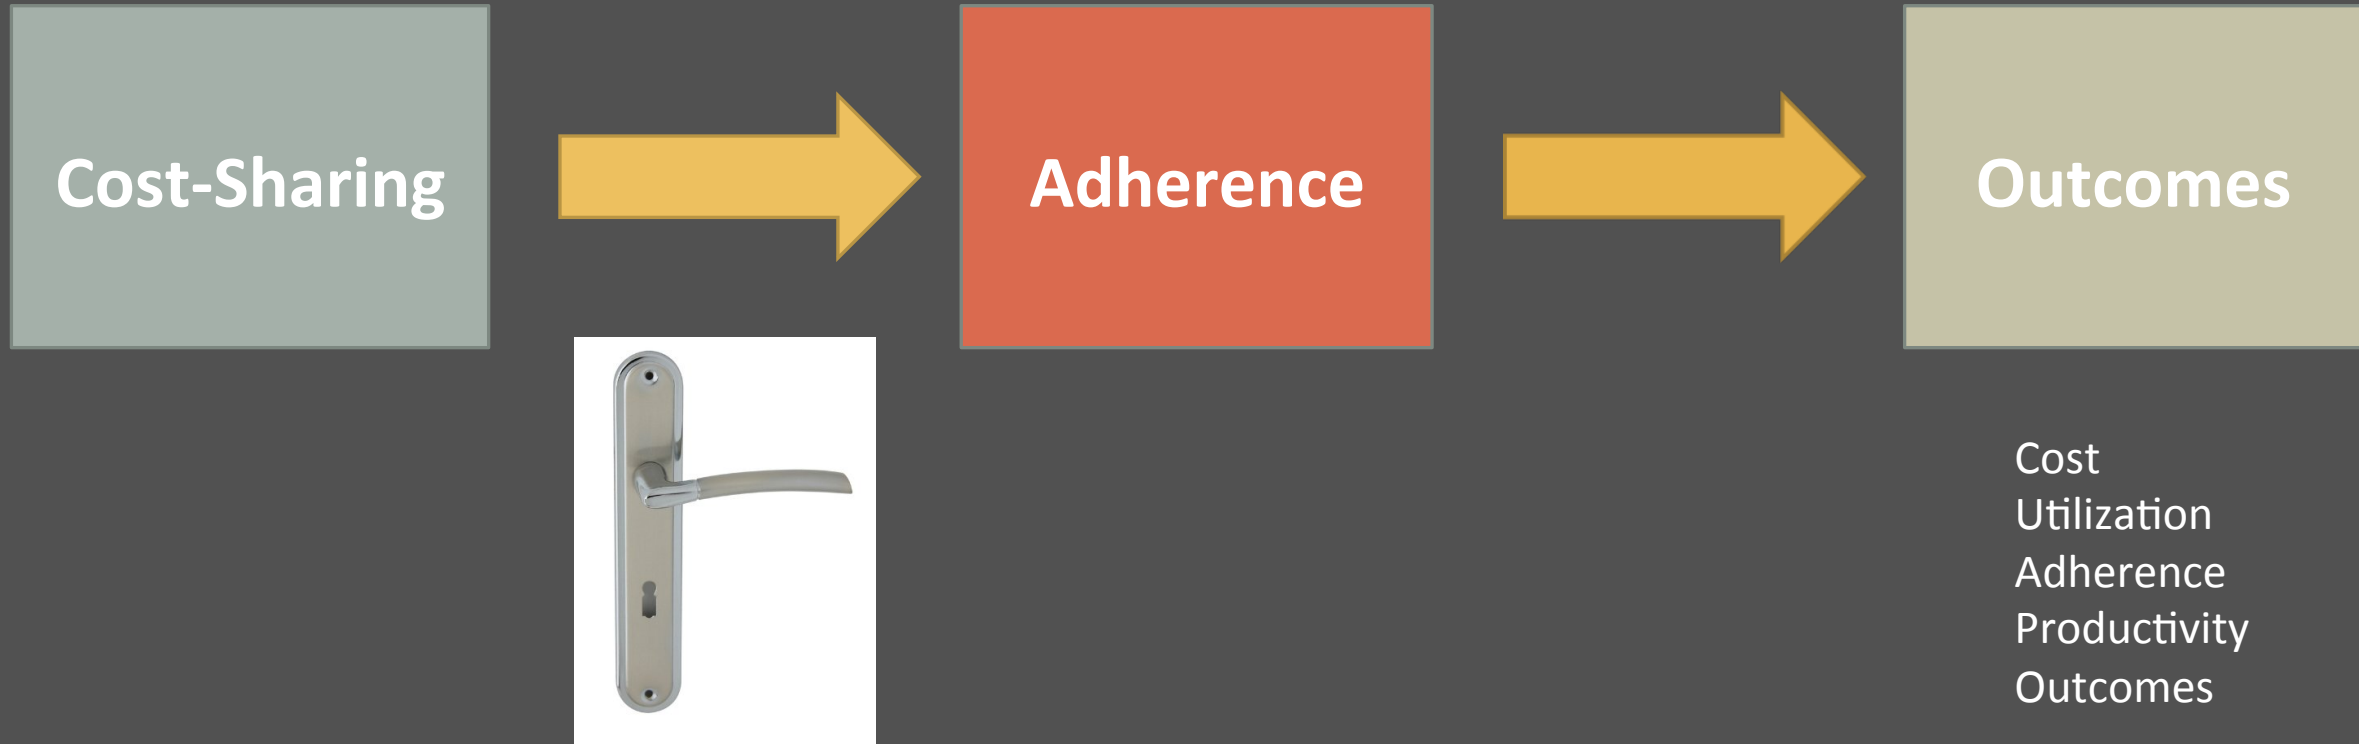 Cost-Sharing
Adherence
Outcomes
Cost
Utilization
Adherence
Productivity
Outcomes